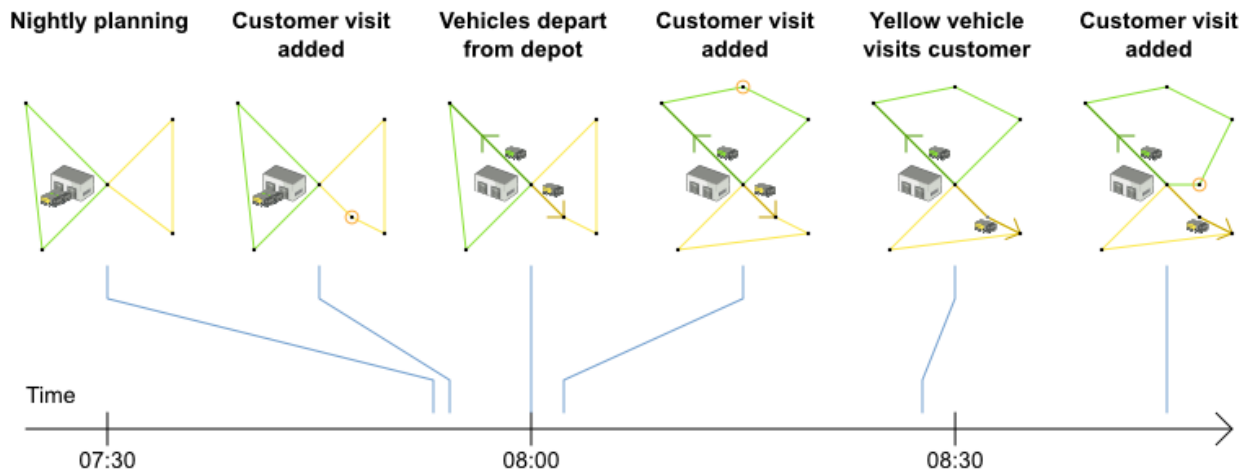 Nightly planning
Customer visit
added
Vehicles depart
from depot
Customer visit
added
Yellow vehicle
visits customer
Customer visit
added
Time
07:30
08:00
08:30